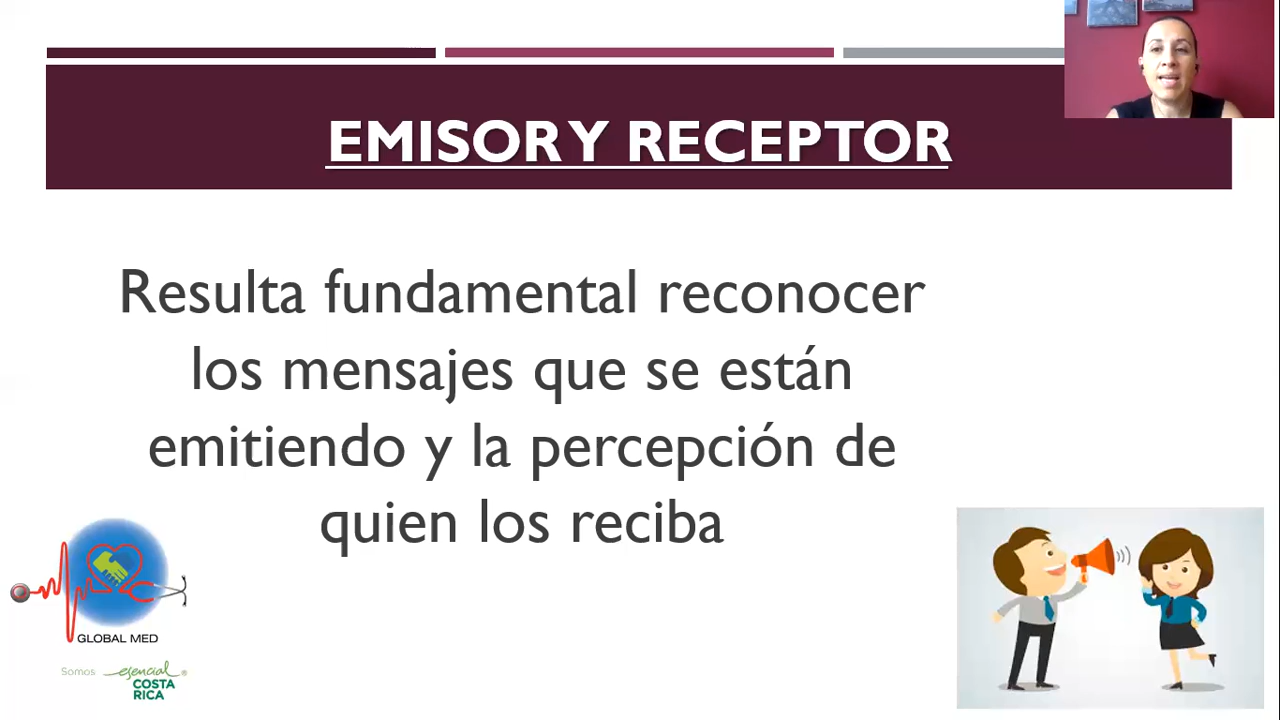 EMISOR Y RECEPTOR
Resulta fundamental reconocer
los mensajes que se están
emitiendo y la percepción de
quien los reciba
GLOBAL MED
Somos esencial
COSTA
RICA